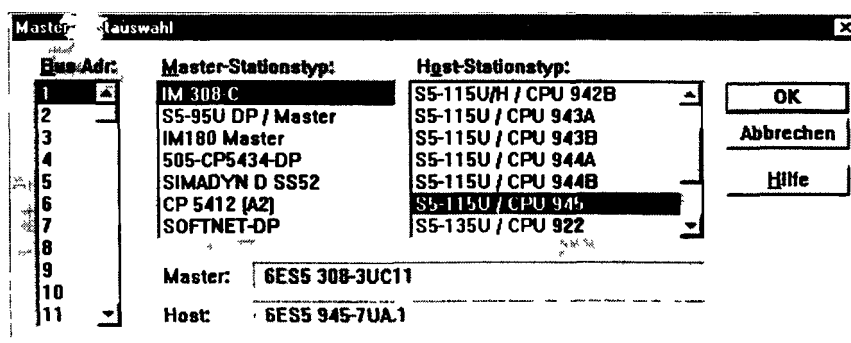 Master- tauswahl
Bus-Adr: Master-Stationstyp: Host-Stationstyp:
1 IM 308-C S5-115U/H / CPU 942B OK
2 S5-95U DP / Master S5-115U / CPU 943A
3 IM180 Master S5-115U / CPU 943B Abbrechen
4 505-CP5434-DP S5-115U / CPU 944A
5 SIMADYN D SS52 S5-115U / CPU 944B Hilfe
6 CP 5412 (A2) S5-115U / CPU 945
7 SOFTNET-DP S5-135U / CPU 922
8
9 Master: 6ES5 308-3UC11
10
11 Host: 6ES5 945-7UA.1